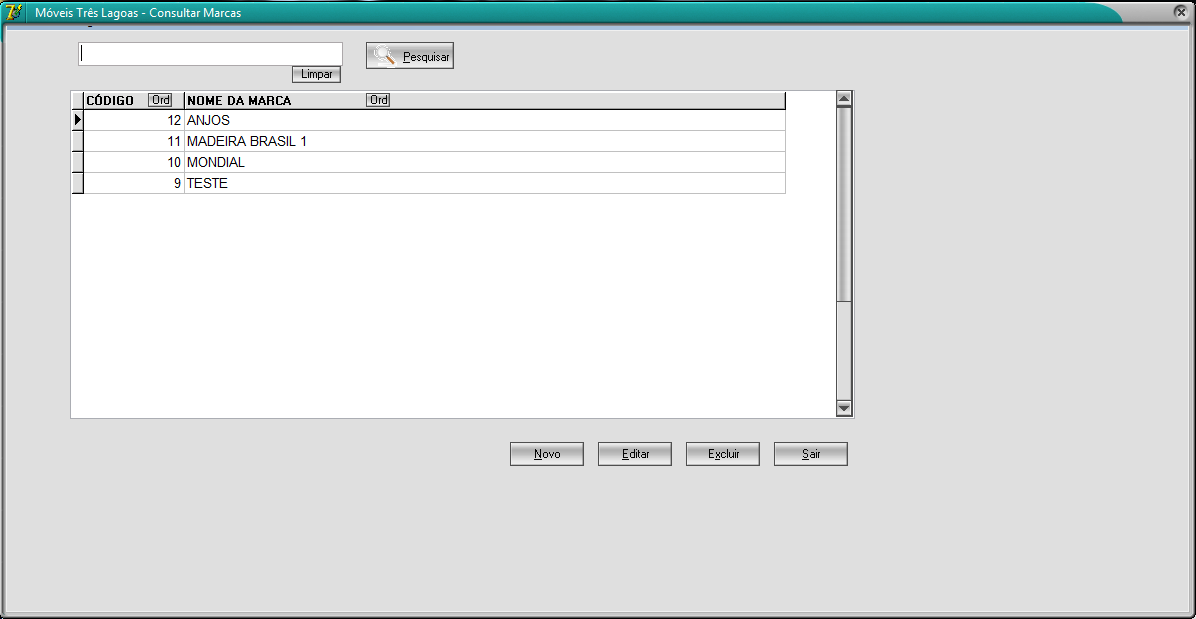 Móveis Três Lagoas - Consultar Marcas
Pesquisar
Limpar
CÓDIGO Ord NOME DA MARCA Ord
12 ANJOS
11 MADEIRA BRASIL 1
10 MONDIAL
9 TESTE
Novo Editar Excluir Sair